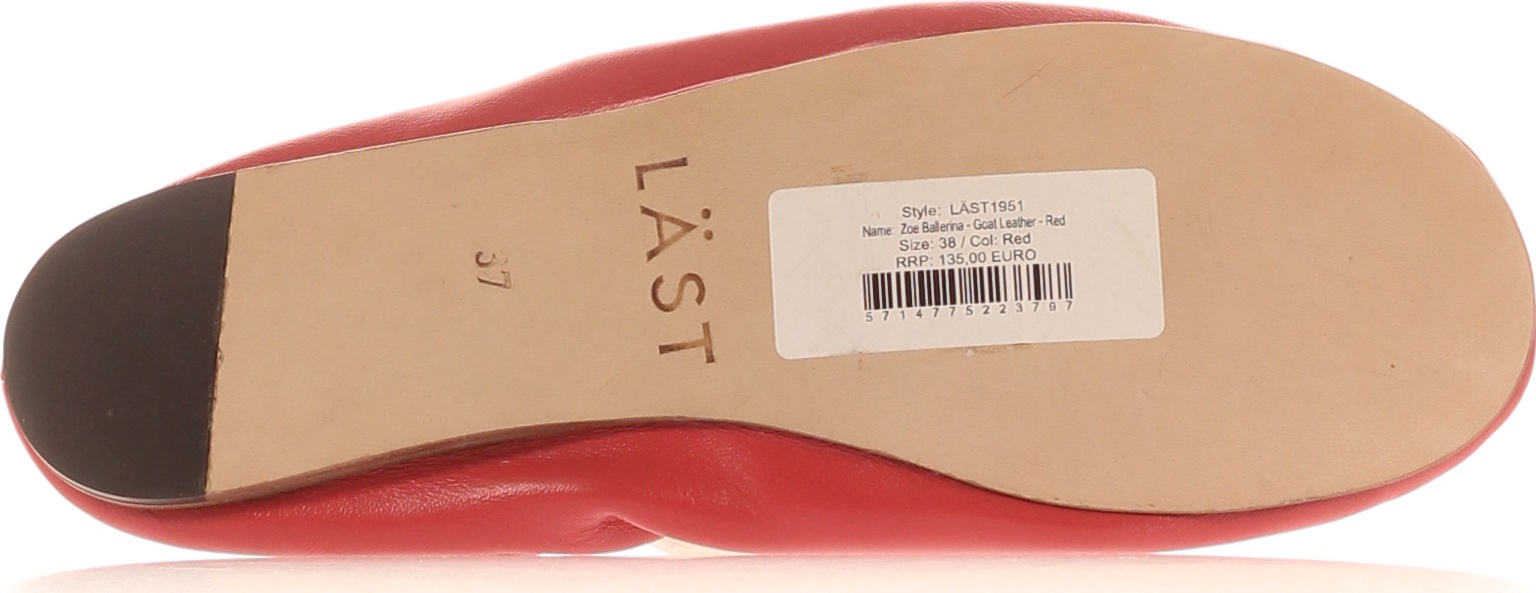 37
LÄST
Style: LÄST1951
Name: Zoe Ballerina - Goat Leather - Red
Size: 38 / Col: Red
RRP: 135,00 EURO
5714775223797